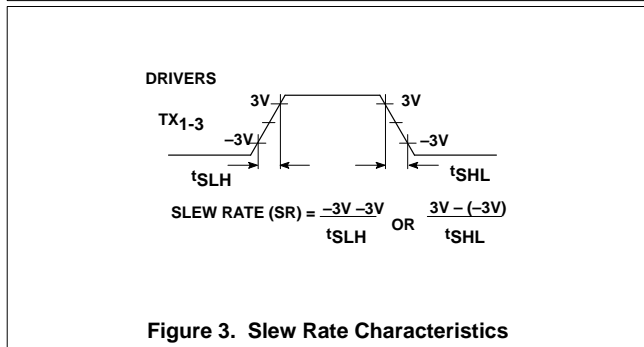 DRIVERS
3V
3V
TX1-3
–3V
–3V
tSLH
tSHL
SLEW RATE (SR) = –3V –3V / tSLH OR 3V – (–3V) / tSHL
Figure 3. Slew Rate Characteristics